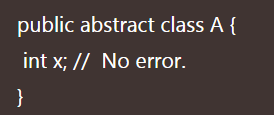 public abstract class A {
int x; // No error.
}